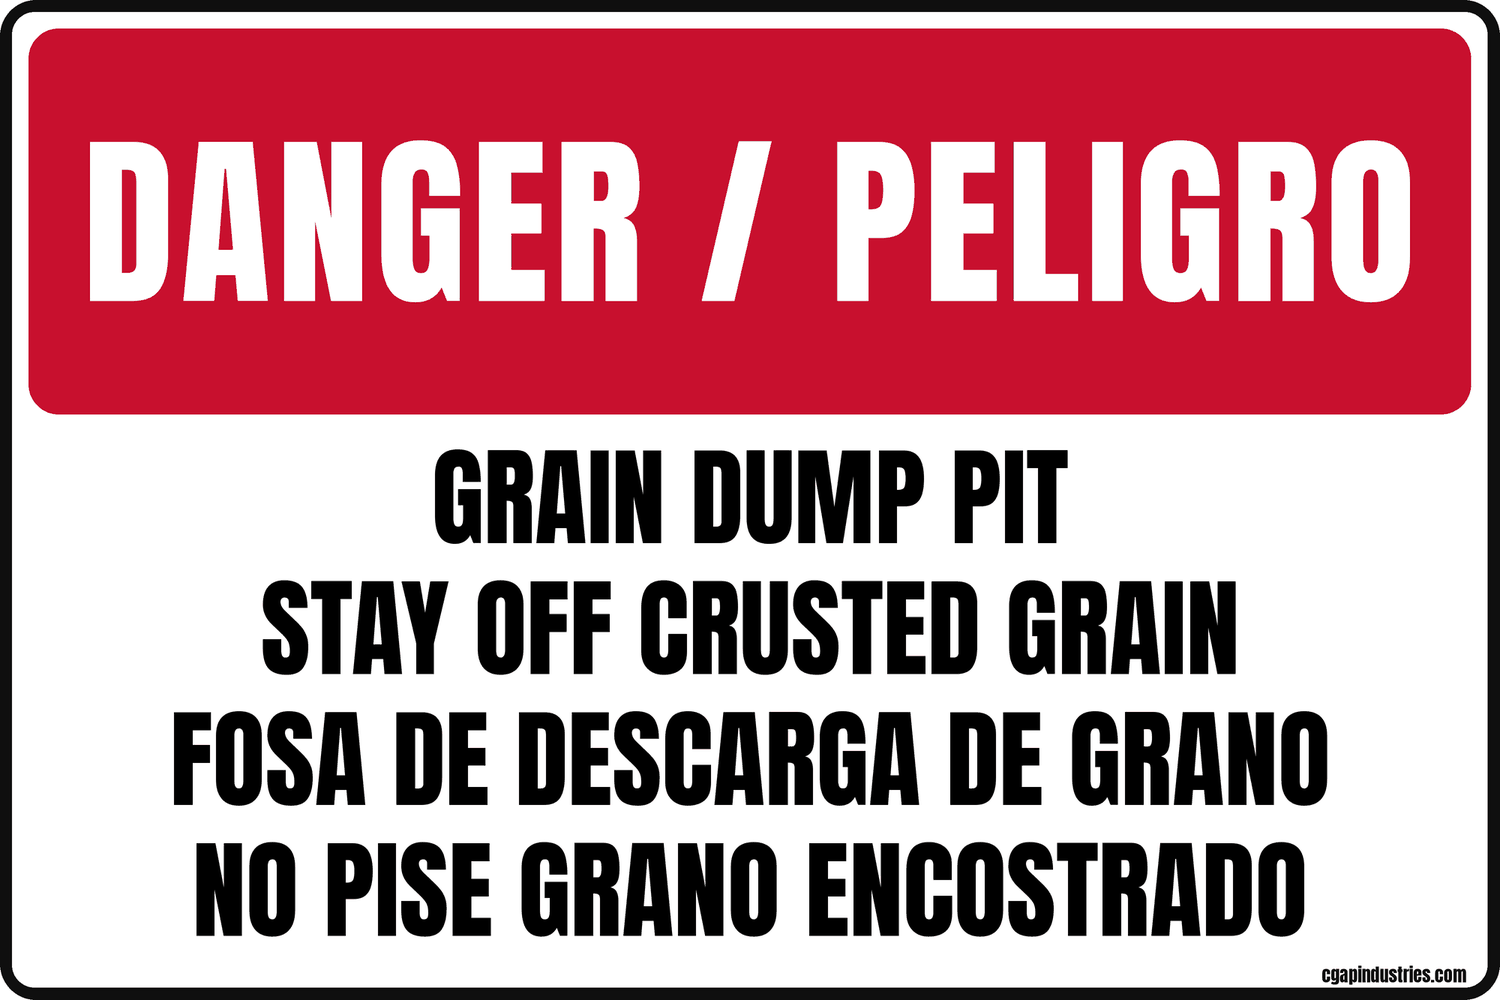 DANGER / PELIGRO
GRAIN DUMP PIT
STAY OFF CRUSTED GRAIN
FOSA DE DESCARGA DE GRANO
NO PISE GRANO ENCOSTRADO
cgapindustries.com